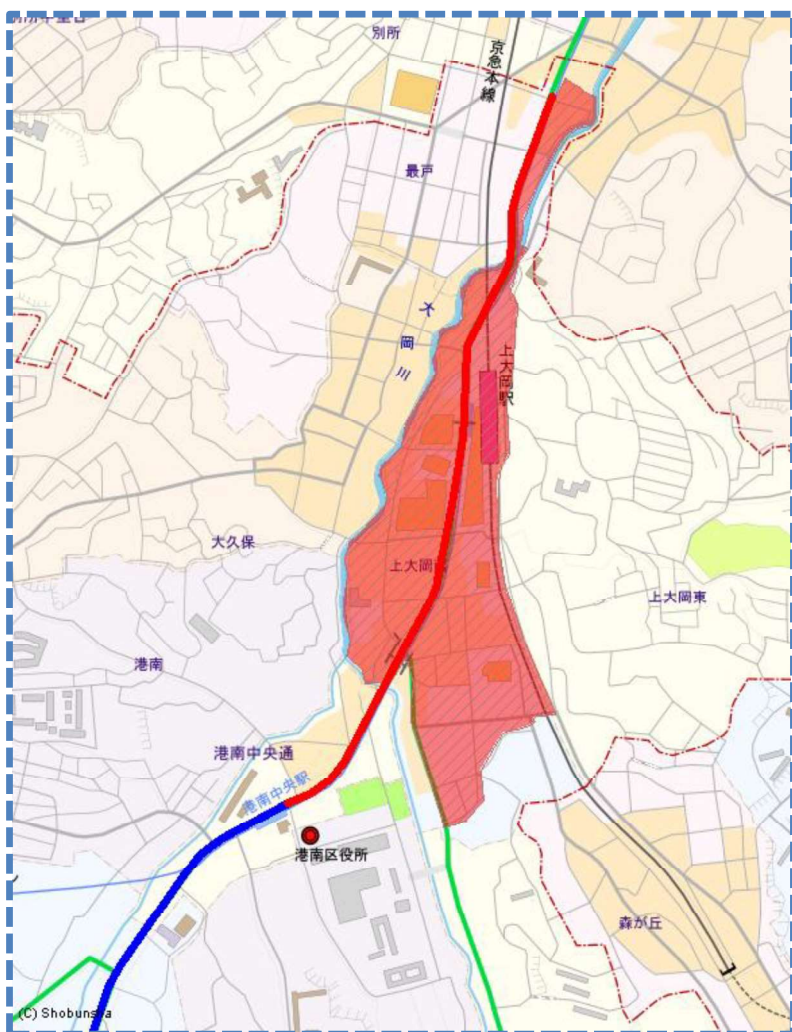 別所
京急本線
最戸
大岡川
上大岡駅
大久保
上大岡
上大岡東
港南
港南中央通
港南中央駅
港南区役所
森が丘
(C) Shobunsha